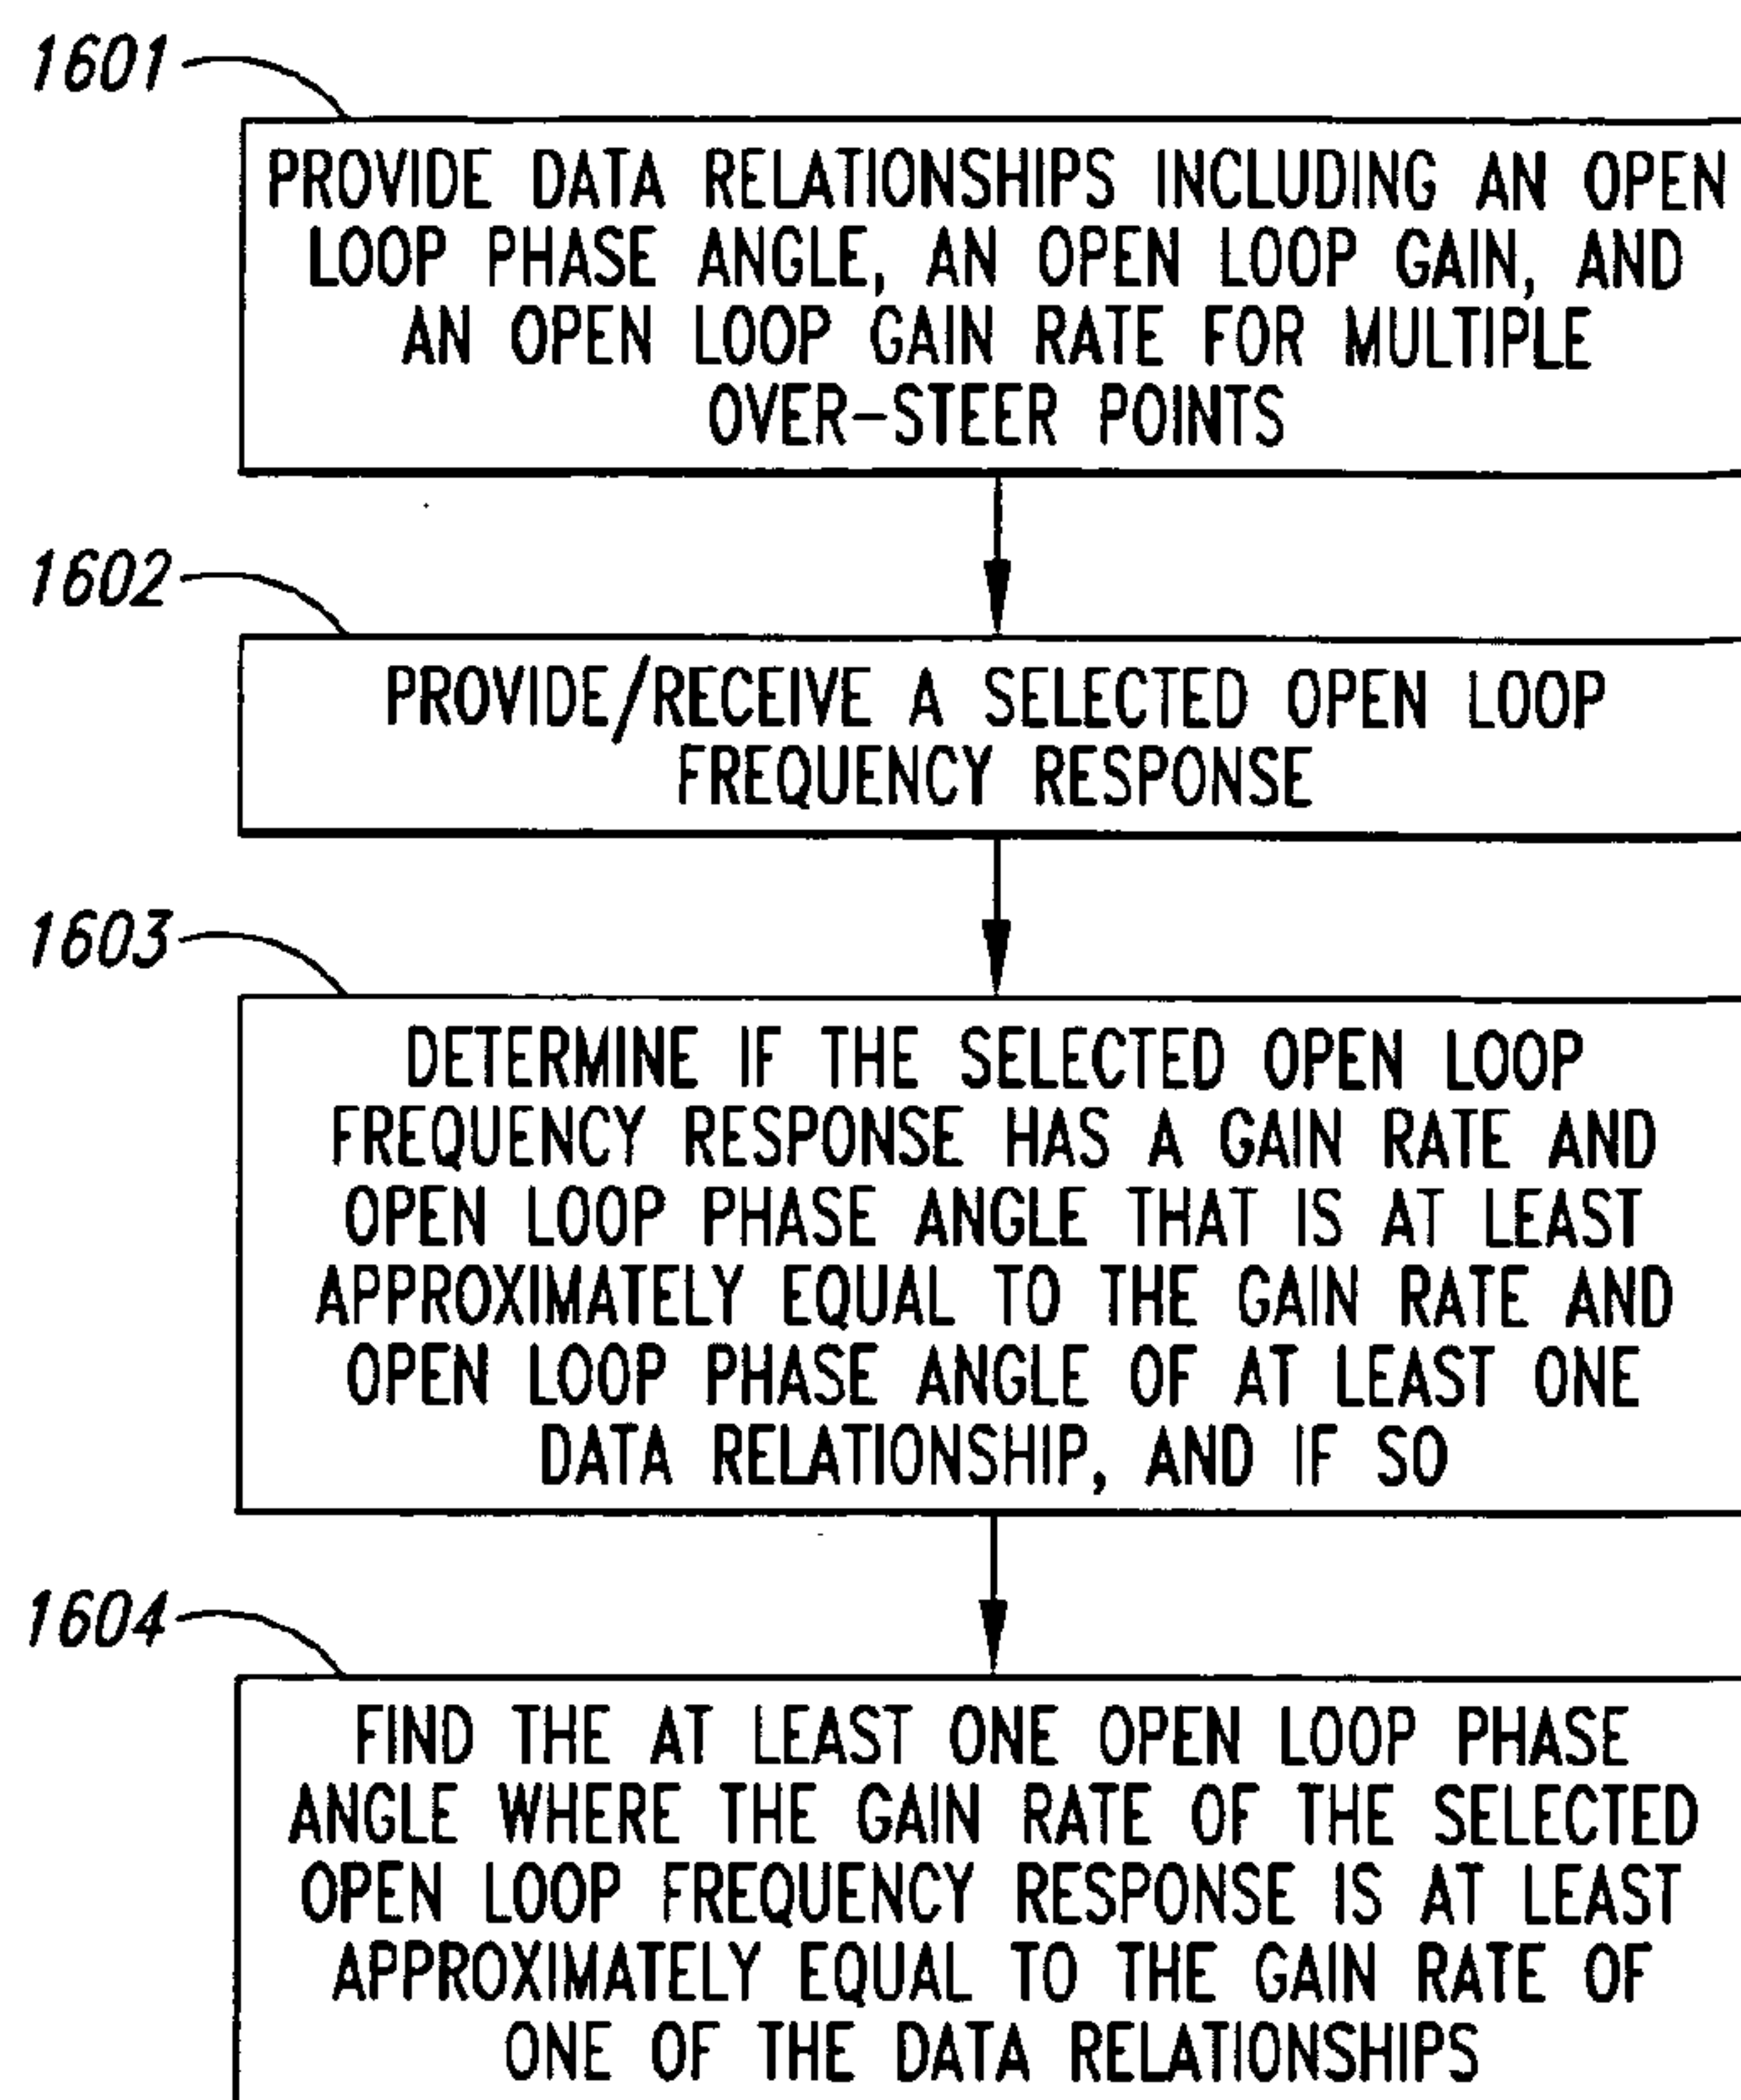 1601
PROVIDE DATA RELATIONSHIPS INCLUDING AN OPEN
LOOP PHASE ANGLE, AN OPEN LOOP GAIN, AND
AN OPEN LOOP GAIN RATE FOR MULTIPLE
OVER-STEER POINTS
1602
PROVIDE/RECEIVE A SELECTED OPEN LOOP
FREQUENCY RESPONSE
1603
DETERMINE IF THE SELECTED OPEN LOOP
FREQUENCY RESPONSE HAS A GAIN RATE AND
OPEN LOOP PHASE ANGLE THAT IS AT LEAST
APPROXIMATELY EQUAL TO THE GAIN RATE AND
OPEN LOOP PHASE ANGLE OF AT LEAST ONE
DATA RELATIONSHIP, AND IF SO
1604
FIND THE AT LEAST ONE OPEN LOOP PHASE
ANGLE WHERE THE GAIN RATE OF THE SELECTED
OPEN LOOP FREQUENCY RESPONSE IS AT LEAST
APPROXIMATELY EQUAL TO THE GAIN RATE OF
ONE OF THE DATA RELATIONSHIPS